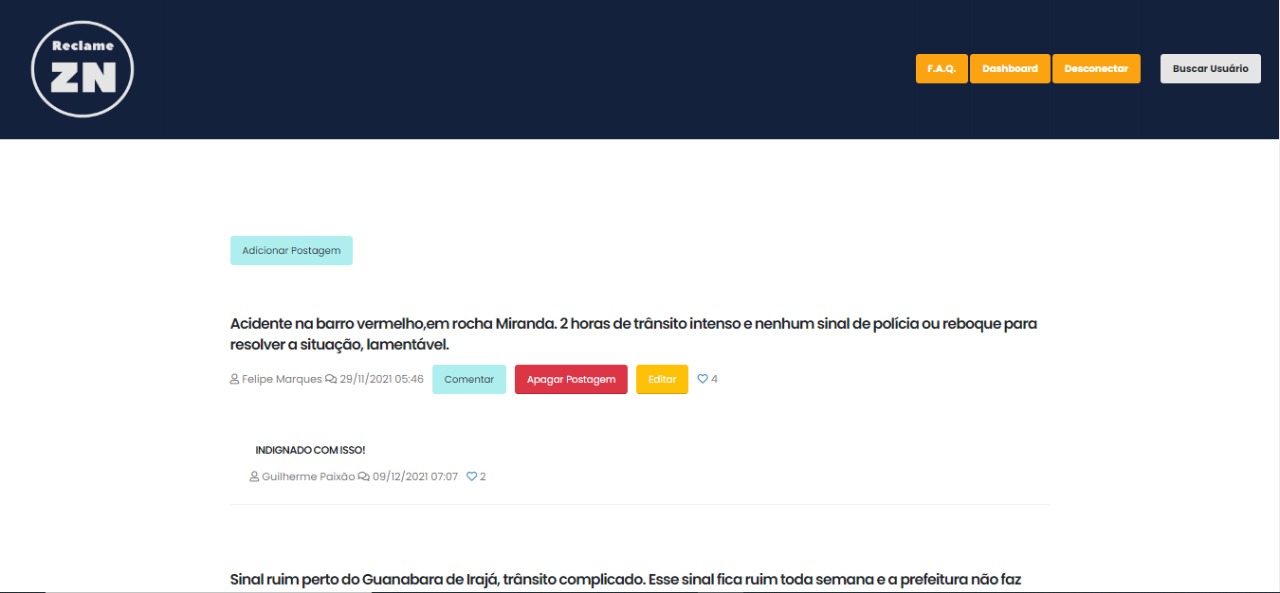 Reclame
ZN
F.A.Q. Dashboard Desconectar Buscar Usuário
Adicionar Postagem
Acidente na barro vermelho,em rocha Miranda. 2 horas de trânsito intenso e nenhum sinal de polícia ou reboque para
resolver a situação, lamentável.
Felipe Marques 29/11/2021 05:46 Comentar Apagar Postagem Editar 4
INDIGNADO COM ISSO!
Guilherme Paixão 09/12/2021 07:07 2
Sinal ruim perto do Guanabara de Irajá, trânsito complicado. Esse sinal fica ruim toda semana e a prefeitura não faz